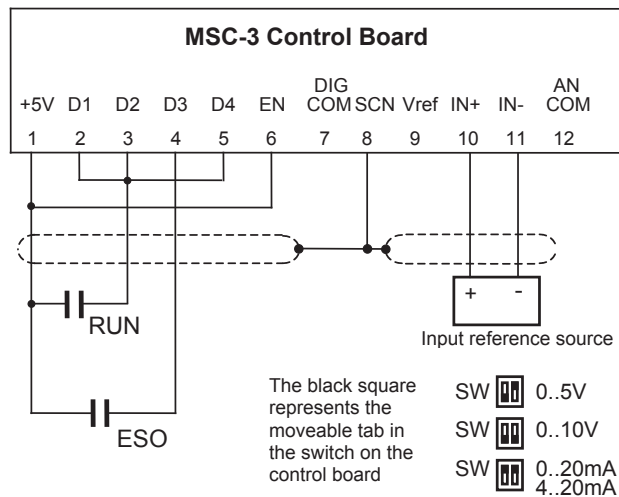 MSC-3 Control Board
DIG AN
+5V D1 D2 D3 D4 EN COM SCN Vref IN+ IN- COM
1 2 3 4 5 6 7 8 9 10 11 12
+ -
RUN
Input reference source
The black square
represents the
moveable tab in
the switch on the
control board
ESO
SW 0..5V
SW 0..10V
SW 0..20mA
4..20mA